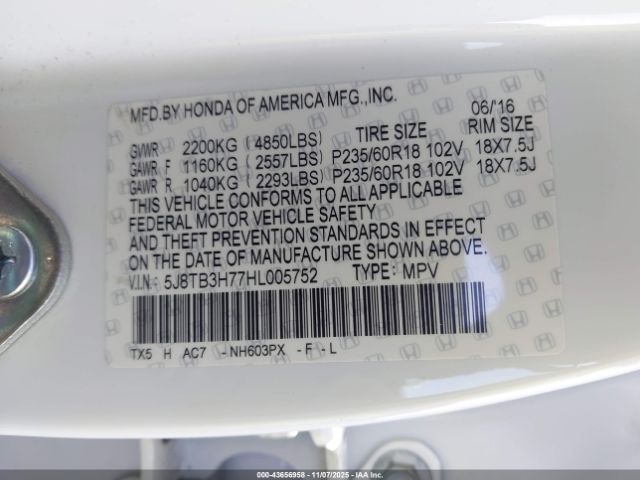 MFD.BY HONDA OF AMERICA MFG.,INC. 06/'16
GVWR 2200KG (4850LBS) TIRE SIZE RIM SIZE
GAWR F 1160KG (2557LBS) P235/60R18 102V 18X7.5J
GAWR R 1040KG (2293LBS) P235/60R18 102V 18X7.5J
THIS VEHICLE CONFORMS TO ALL APPLICABLE
FEDERAL MOTOR VEHICLE SAFETY
AND THEFT PREVENTION STANDARDS IN EFFECT
ON THE DATE OF MANUFACTURE SHOWN ABOVE.
V.I.N: 5J8TB3H77HL005752 TYPE: MPV
TX5 H AC7 - NH603PX - F - L
000-43656958 - 11/07/2025 - IAAI.COM